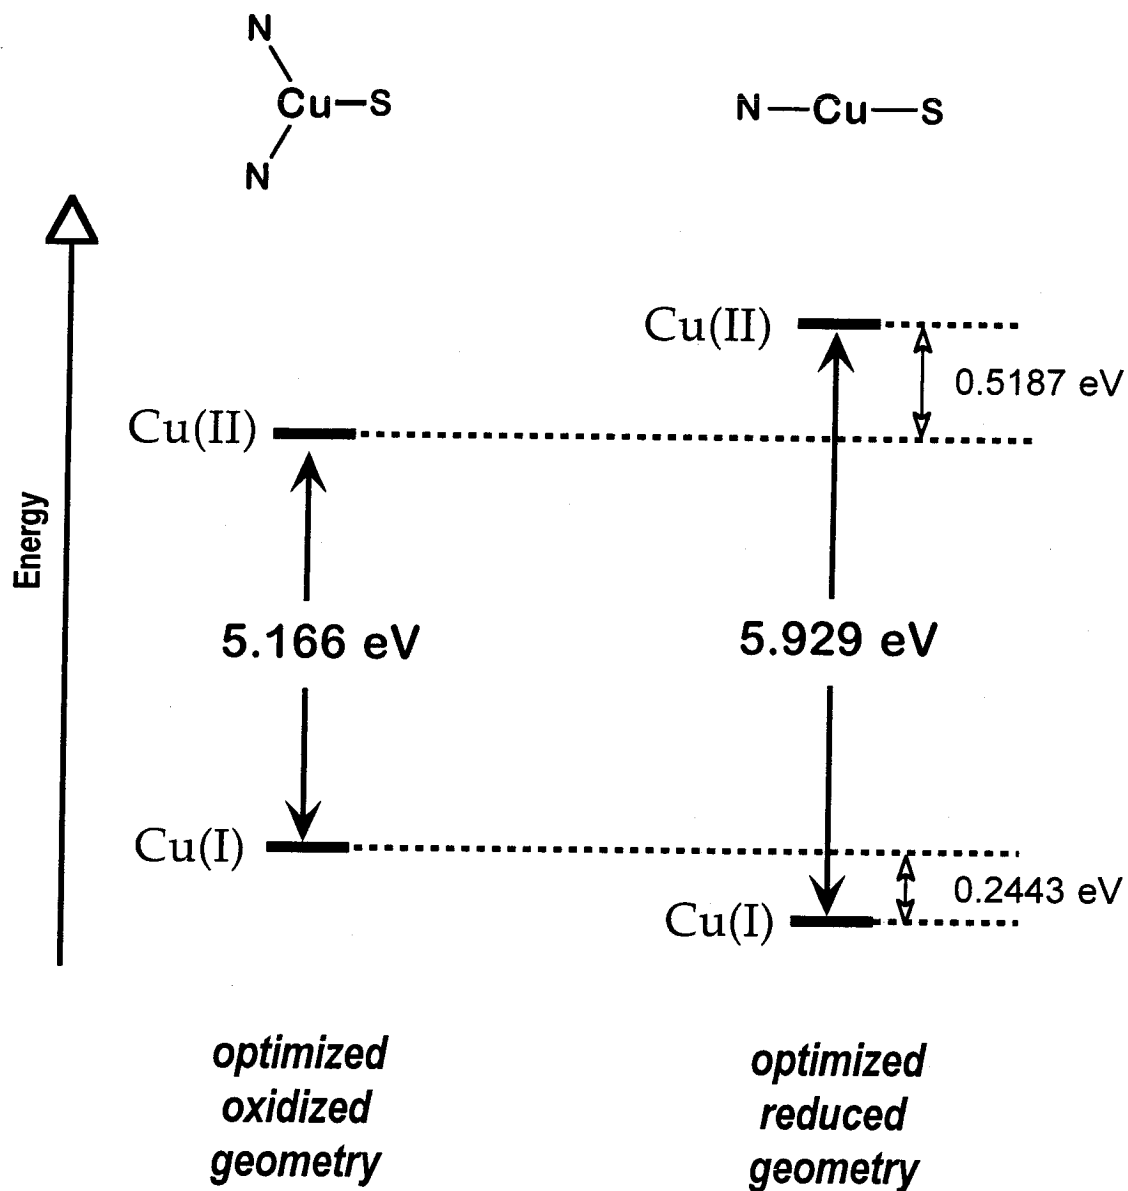 N
Cu—S
N
N—Cu—S
Energy
Cu(II)
0.5187 eV
Cu(II)
5.166 eV
5.929 eV
Cu(I)
0.2443 eV
Cu(I)
optimized
oxidized
geometry
optimized
reduced
geometry